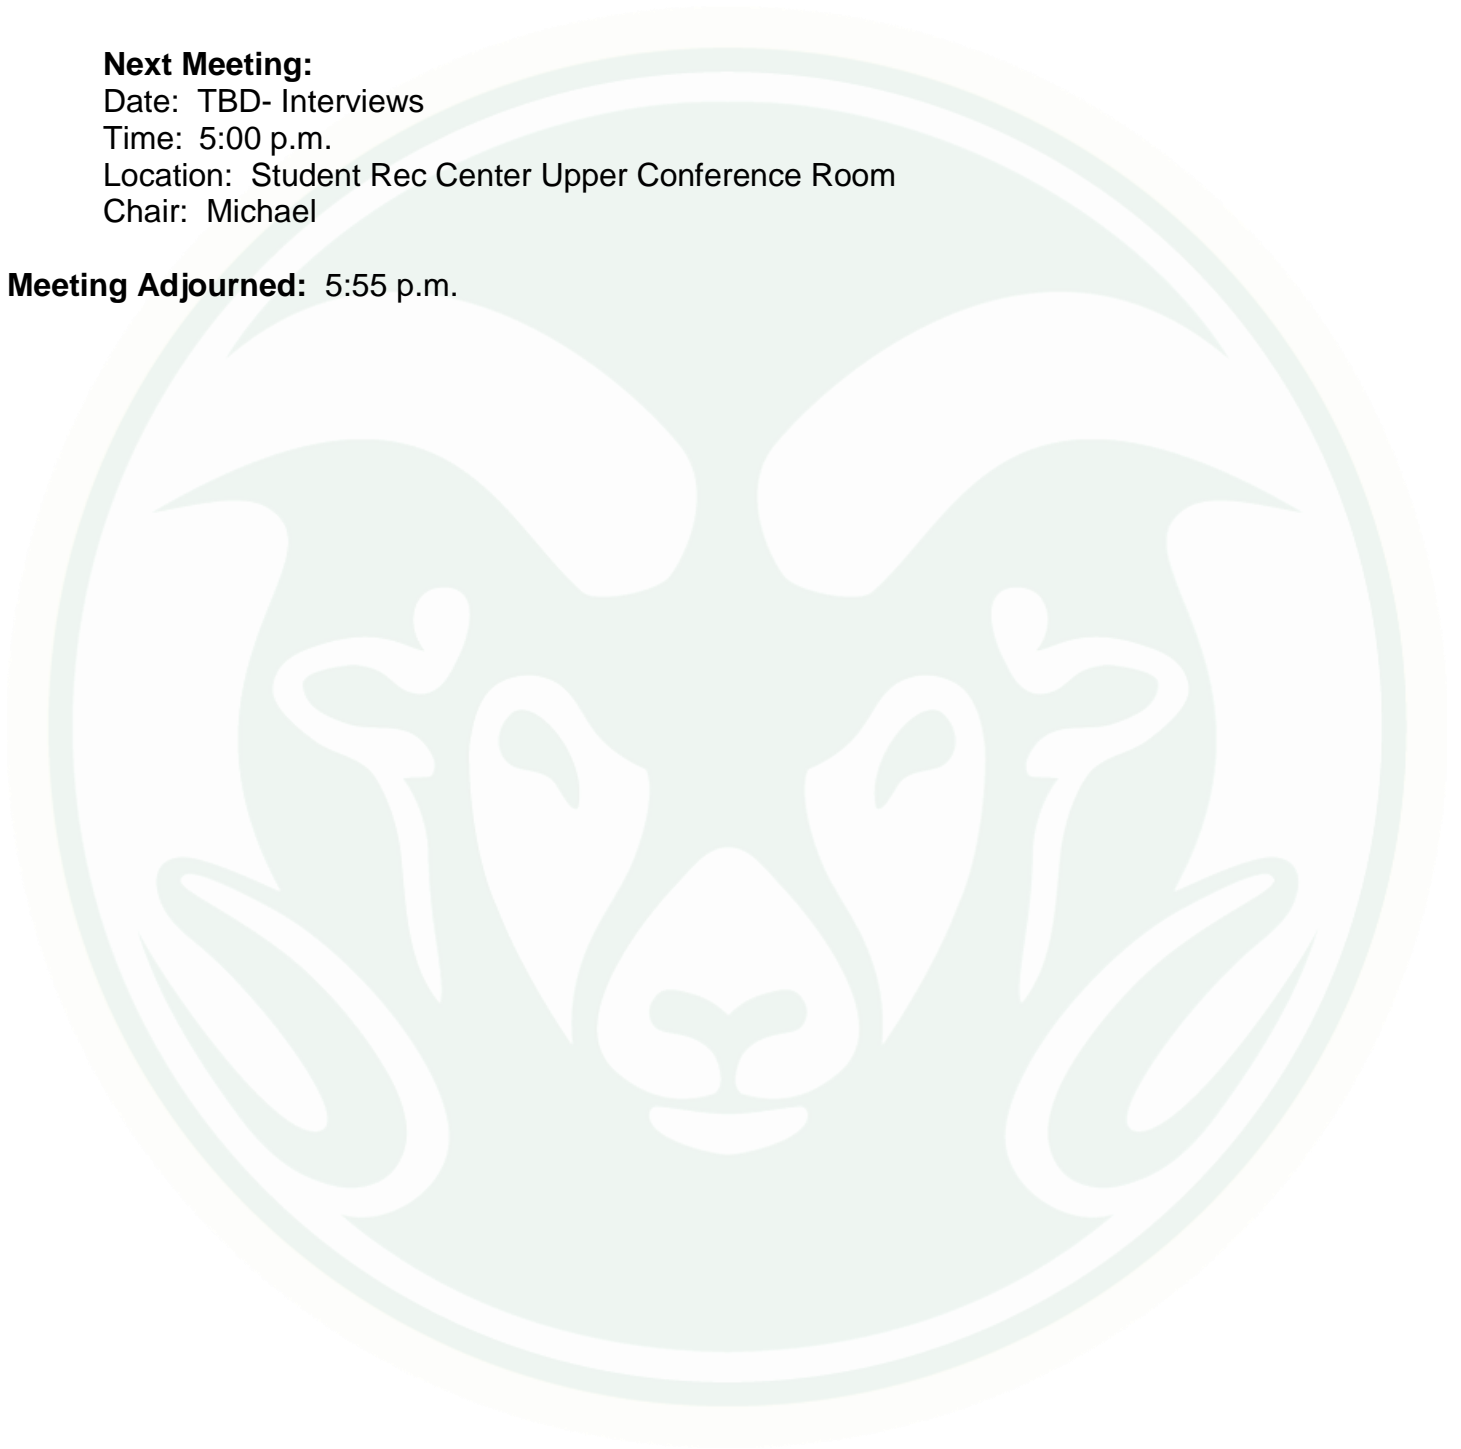 Next Meeting:
Date:  TBD- Interviews
Time:  5:00 p.m.
Location:  Student Rec Center Upper Conference Room
Chair:  Michael
Meeting Adjourned:  5:55 p.m.